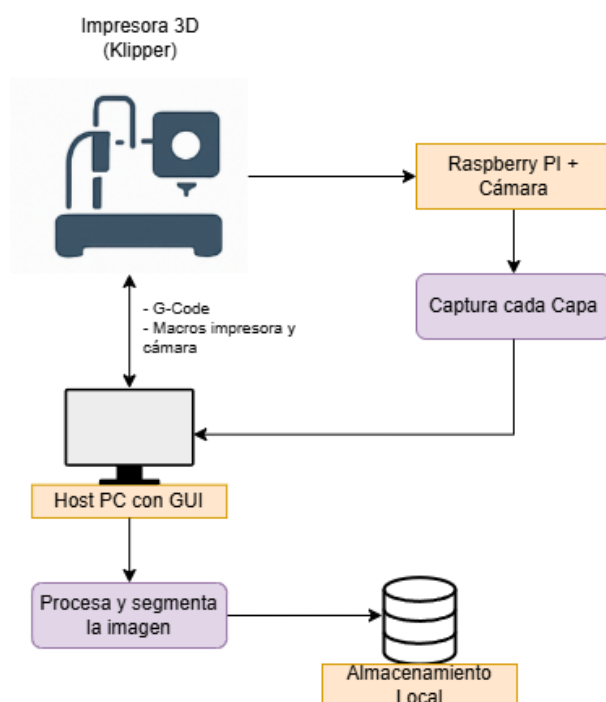 Impresora 3D
(Klipper)
Raspberry PI +
Cámara
Captura cada Capa
- G-Code
- Macros impresora y
cámara
Host PC con GUI
Procesa y segmenta
la imagen
Almacenamiento
Local